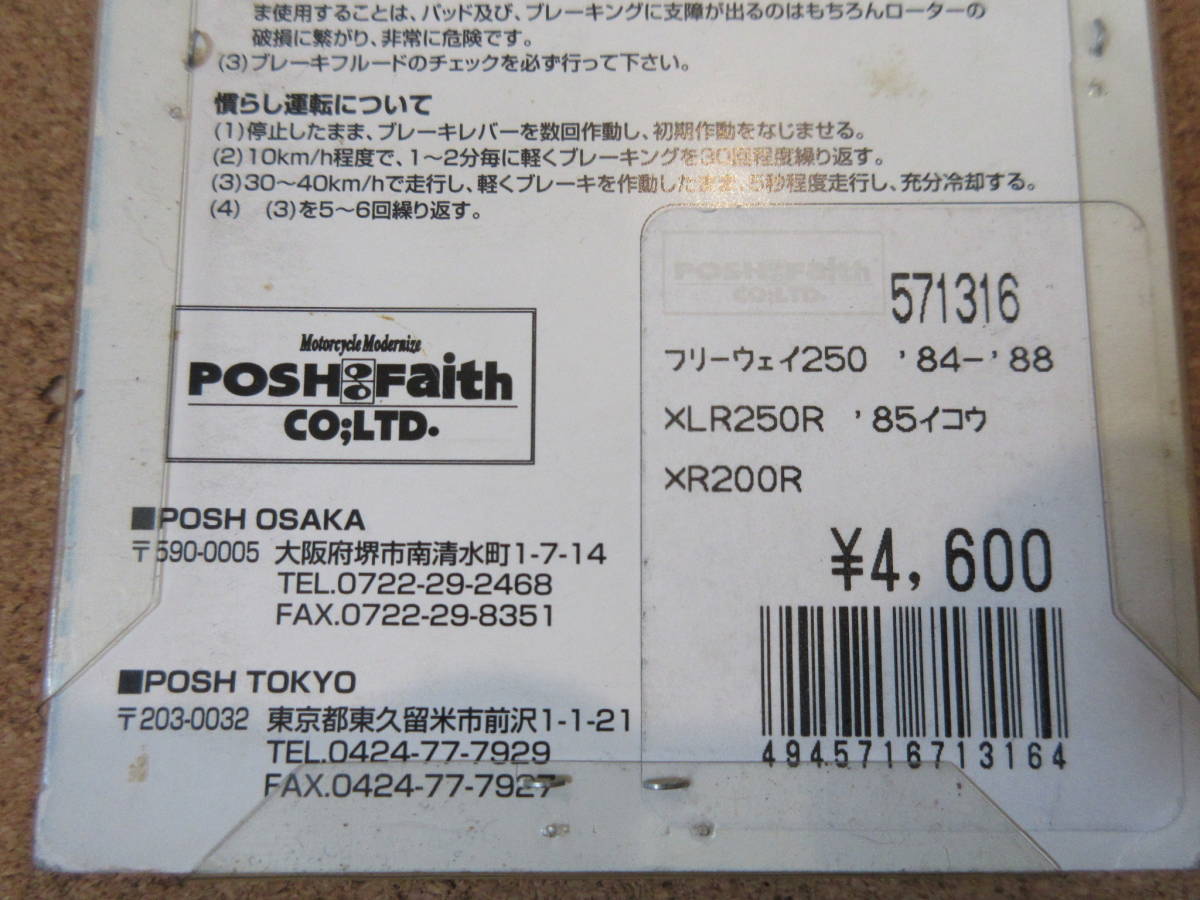 ま使用することは、パッド及び、ブレーキングに支障が出るのはもちろんローターの
破損に繋がり、非常に危険です。
(3)ブレーキフルードのチェックを必ず行って下さい。
慣らし運転について
(1)停止したまま、ブレーキレバーを数回作動し、初期作動をなじませる。
(2)10km/h程度で、1〜2分毎に軽くブレーキングを30回程度繰り返す。
(3)30〜40km/hで走行し、軽くブレーキを作動したまま、5秒程度走行し、充分冷却する。
(4) (3)を5〜6回繰り返す。
Motorcycle Modernize
POSH Faith
CO;LTD.
■POSH OSAKA
〒590-0005 大阪府堺市南清水町1-7-14
TEL.0722-29-2468
FAX.0722-29-8351
■POSH TOKYO
〒203-0032 東京都東久留米市前沢1-1-21
TEL.0424-77-7929
FAX.0424-77-7927
POSH Faith
CO;LTD.
571316
フリーウェイ250 '84-'88
XLR250R '85イコウ
XR200R
¥4,600
4945716713164